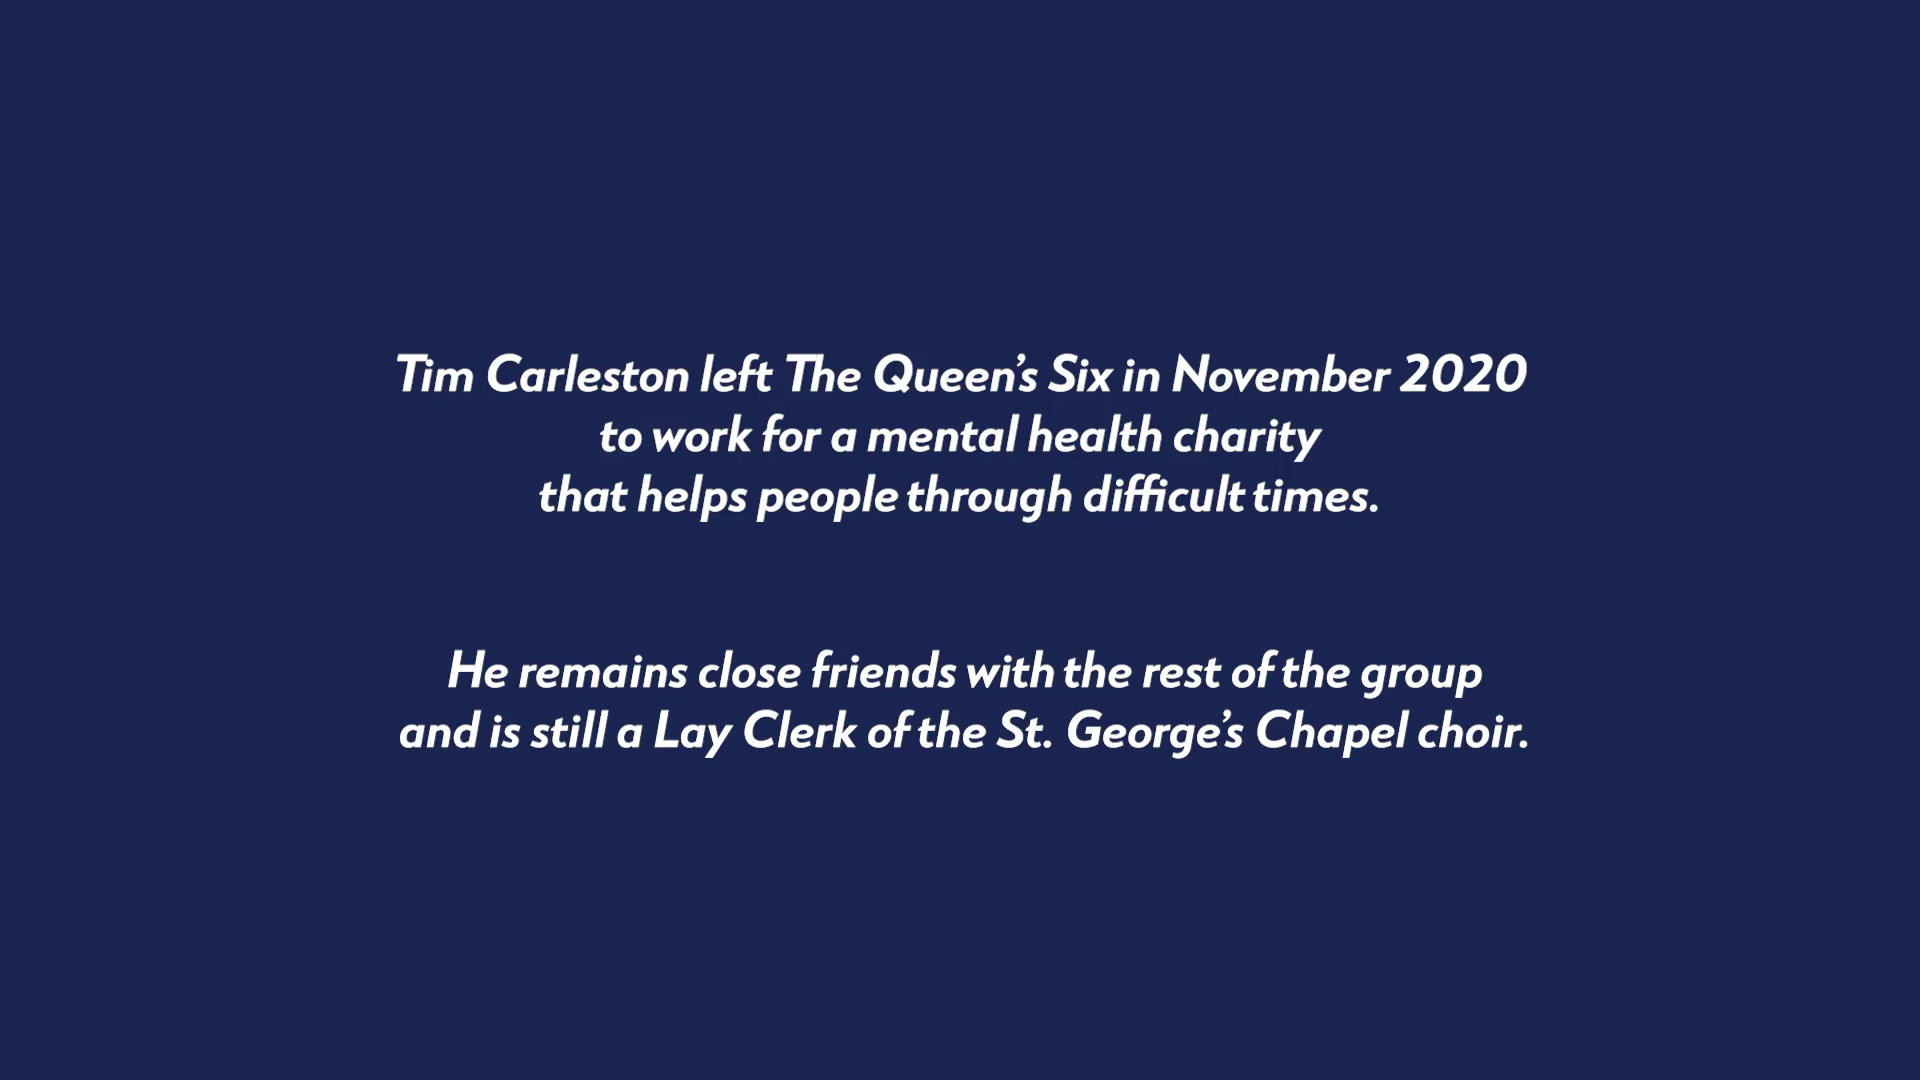 Tim Carleston left The Queen’s Six in November 2020
to work for a mental health charity
that helps people through difficult times.
He remains close friends with the rest of the group
and is still a Lay Clerk of the St. George’s Chapel choir.